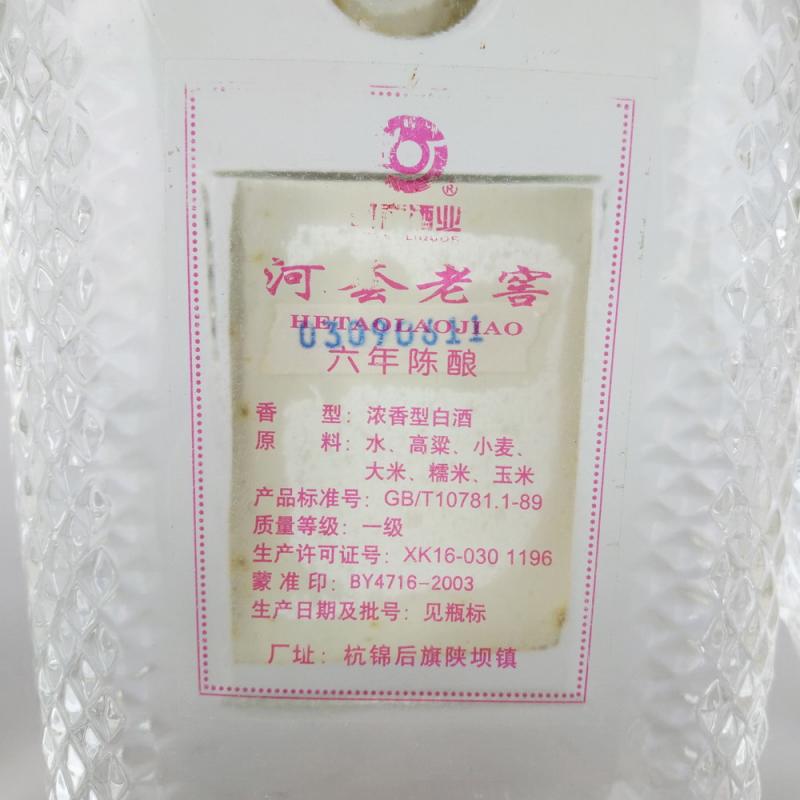 ®
酒业
河套老窖
HETAOLAOJIAO
六年陈酿
香 型：浓香型白酒
原 料：水、高粱、小麦、
大米、糯米、玉米
产品标准号：GB/T10781.1-89
质量等级：一级
生产许可证号：XK16-030 1196
蒙准印：BY4716-2003
生产日期及批号：见瓶标
厂址：杭锦后旗陕坝镇